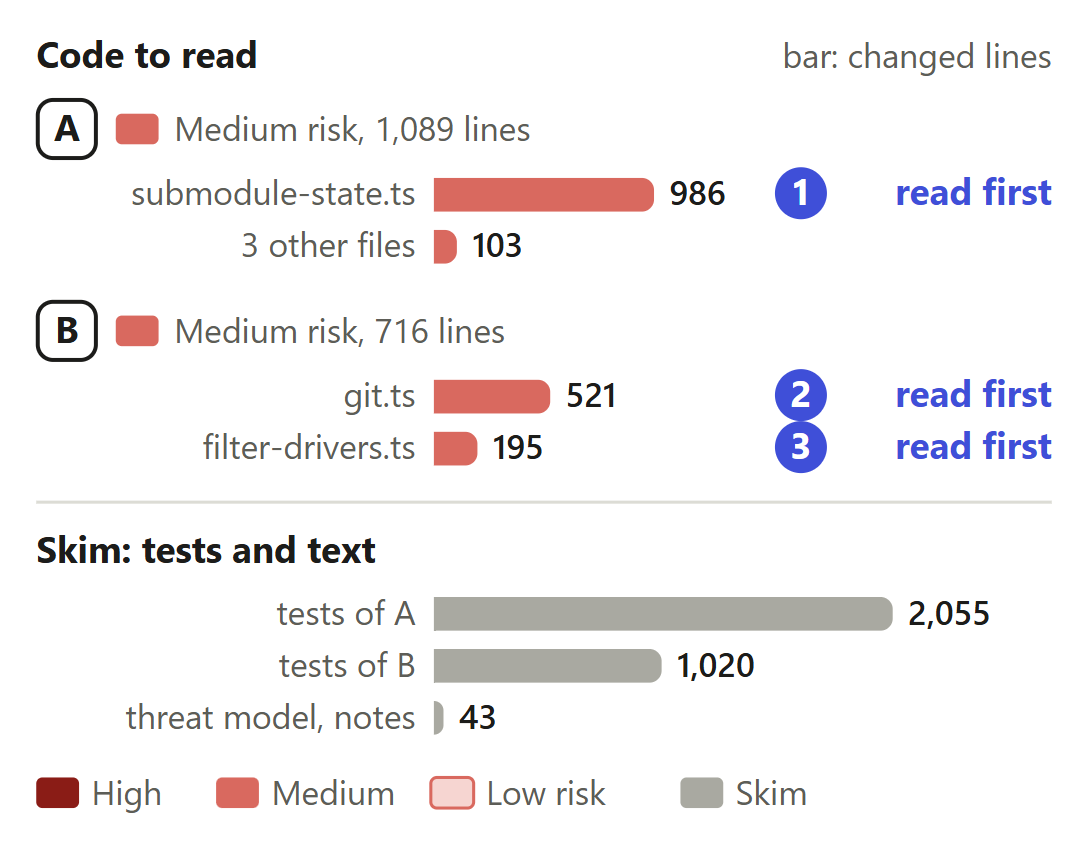 Code to read bar: changed lines
A Medium risk, 1,089 lines
submodule-state.ts 986 1 read first
3 other files 103
B Medium risk, 716 lines
git.ts 521 2 read first
filter-drivers.ts 195 3 read first
Skim: tests and text
tests of A 2,055
tests of B 1,020
threat model, notes 43
High Medium Low risk Skim